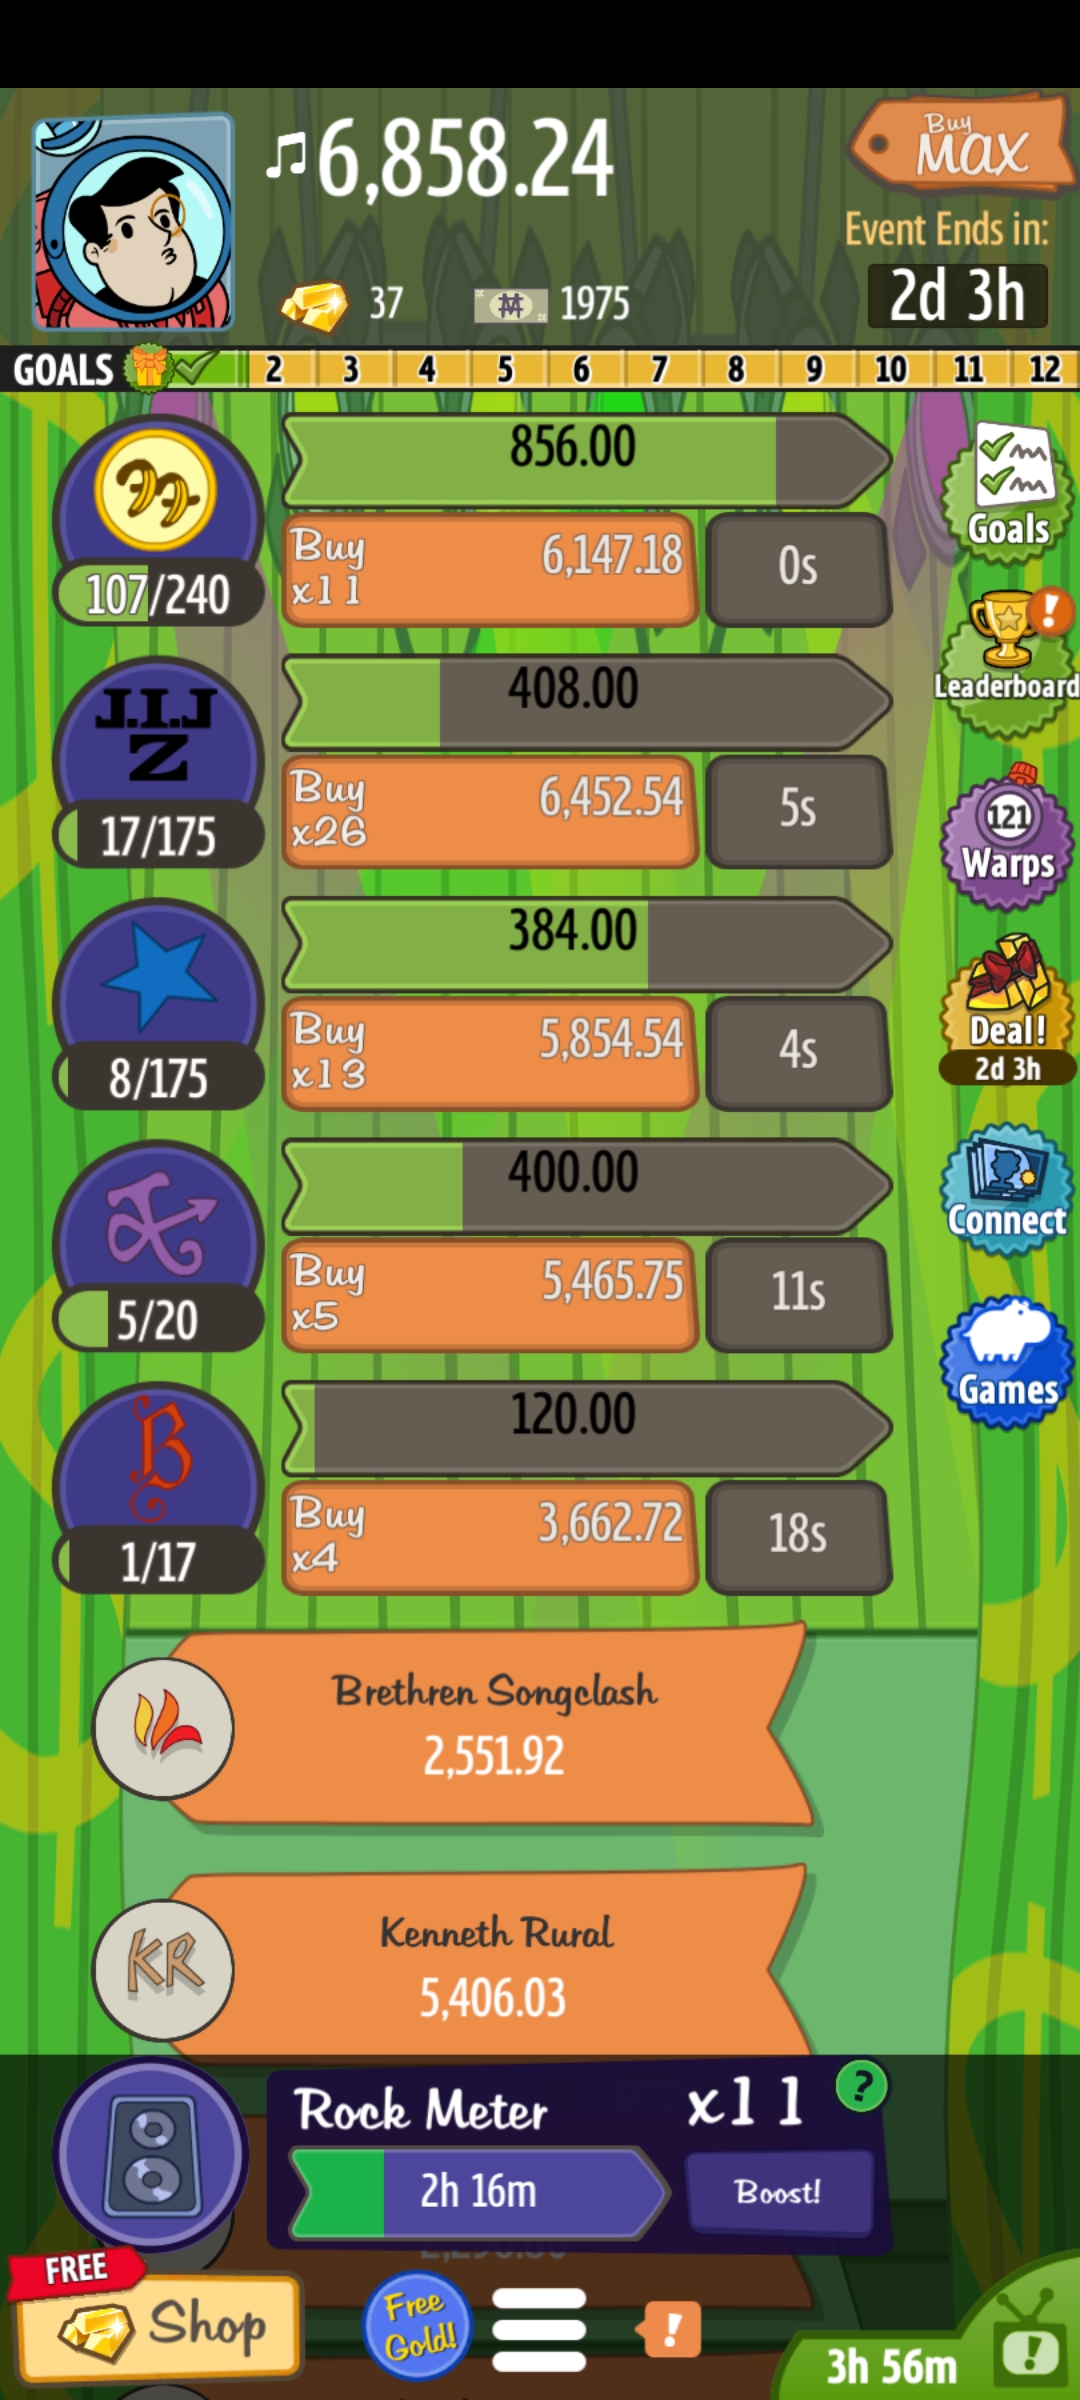 6,858.24
Buy
MAX
Event Ends in:
2d 3h
37
1975
GOALS 2 3 4 5 6 7 8 9 10 11 12
856.00
Buy
x11
6,147.18
0s
107/240
Goals
J.I.J
Z
408.00
Buy
x26
6,452.54
5s
17/175
Leaderboard
121
Warps
384.00
Buy
x13
5,854.54
4s
8/175
Deal!
2d 3h
400.00
Buy
x5
5,465.75
11s
5/20
Connect
B
120.00
Buy
x4
3,662.72
18s
1/17
Games
Brethren Songclash
2,551.92
KR
Kenneth Rural
5,406.03
Rock Meter
x11
?
2h 16m
Boost!
FREE
Shop
Free
Gold!
!
3h 56m
!